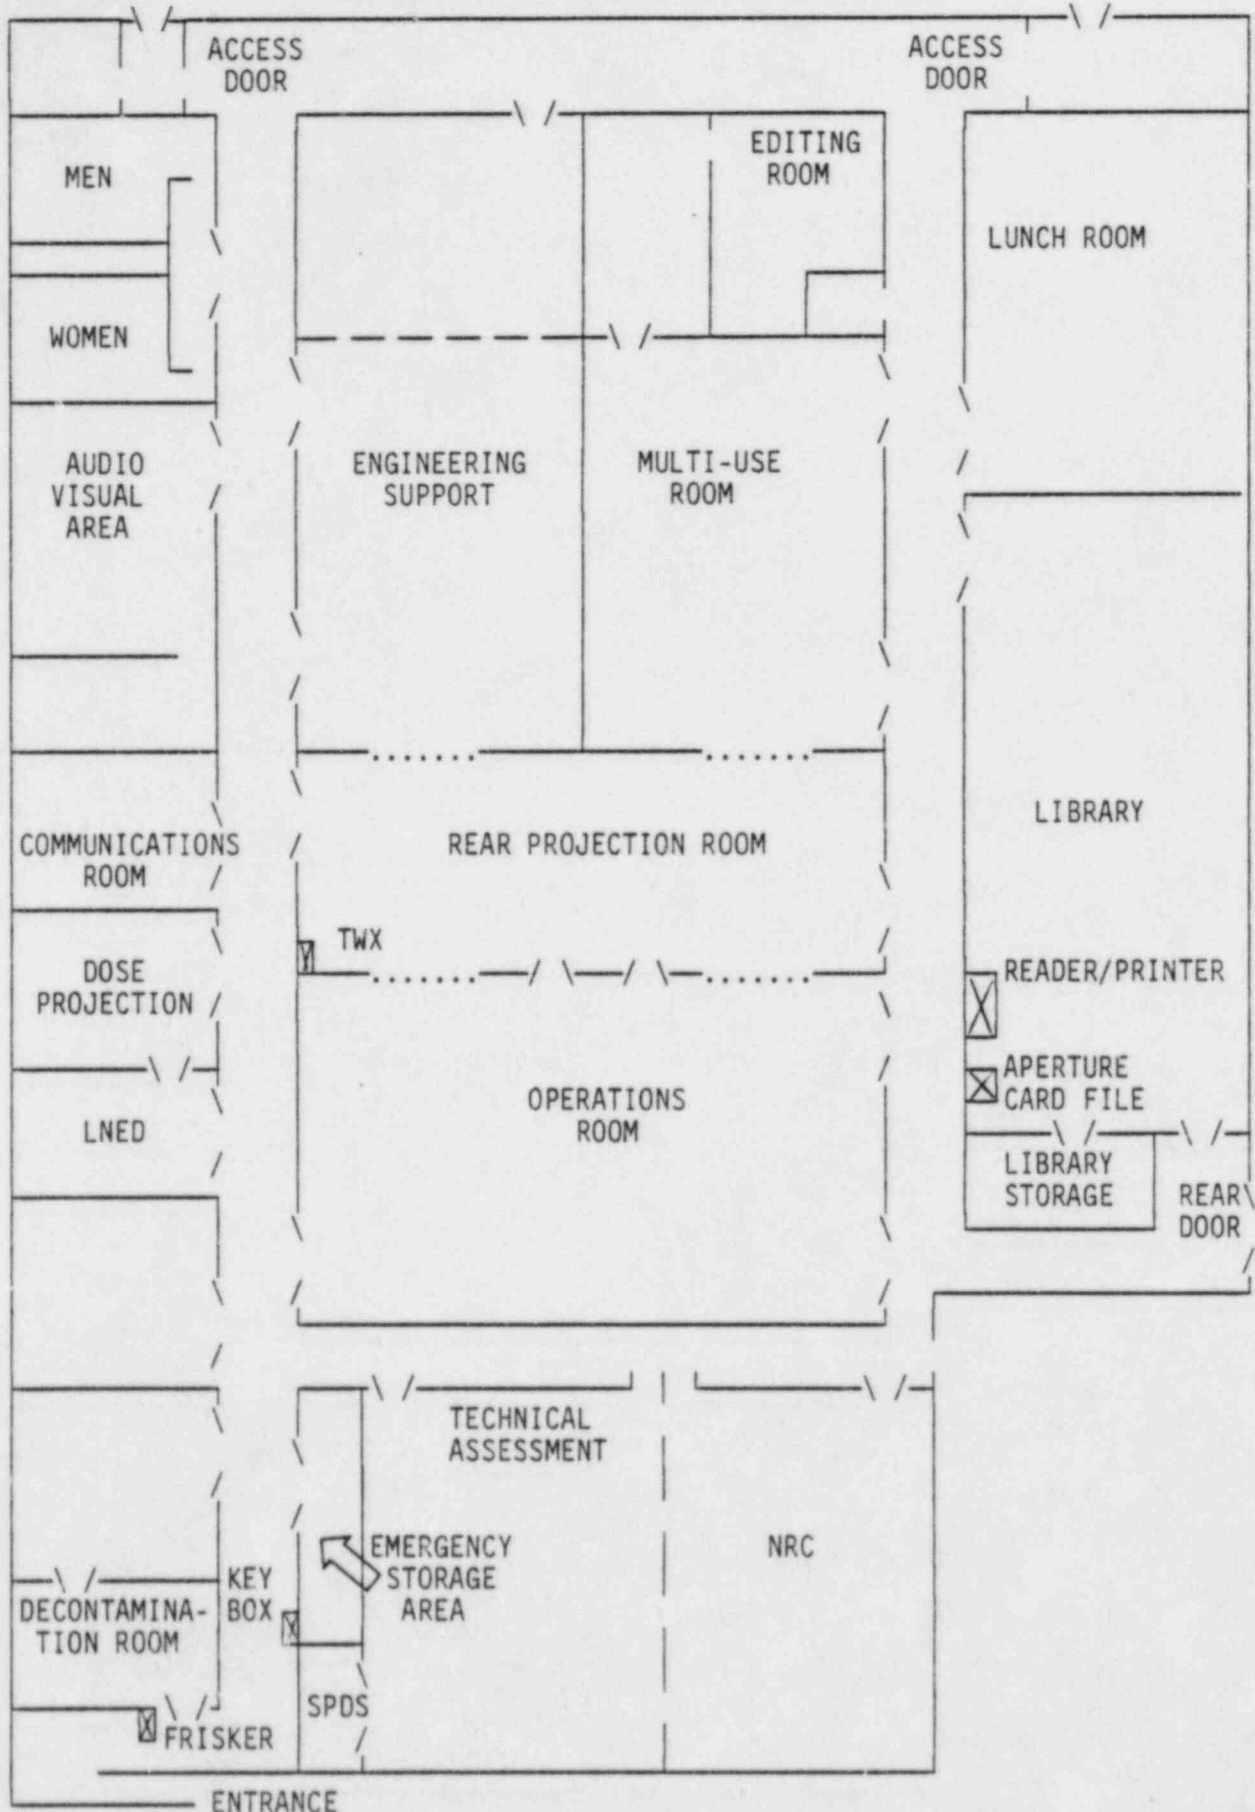 ACCESS
DOOR
ACCESS
DOOR
MEN
EDITING
ROOM
LUNCH ROOM
WOMEN
AUDIO
VISUAL
AREA
ENGINEERING
SUPPORT
MULTI-USE
ROOM
LIBRARY
COMMUNICATIONS
ROOM
REAR PROJECTION ROOM
TWX
DOSE
PROJECTION
READER/PRINTER
APERTURE
CARD FILE
OPERATIONS
ROOM
LNED
LIBRARY
STORAGE
REAR
DOOR
TECHNICAL
ASSESSMENT
EMERGENCY
STORAGE
AREA
NRC
KEY
BOX
DECONTAMINA-
TION ROOM
SPDS
FRISKER
ENTRANCE